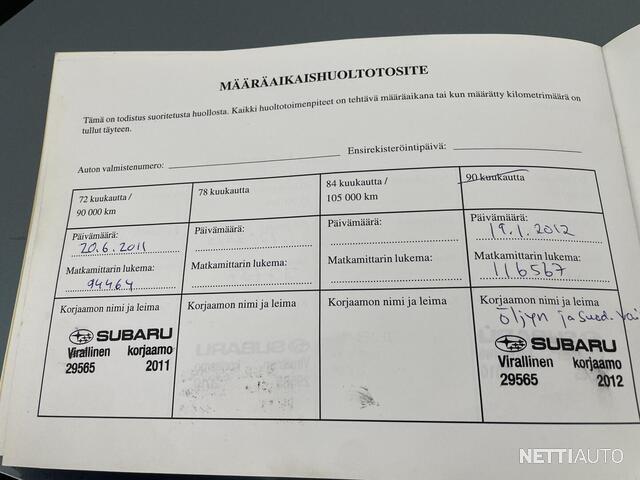 MÄÄRÄAIKAISHUOLTOTOSITE
Tämä on todistus suoritetusta huollosta. Kaikki huoltotoimenpiteet on tehtävä määräaikana tai kun määrätty kilometrimäärä on
tullut täyteen.
Auton valmistenumero:
Ensirekisteröintipäivä:
72 kuukautta /
90 000 km
78 kuukautta
84 kuukautta /
105 000 km
90 kuukautta
Päivämäärä:
20.6.2011
Päivämäärä:
Päivämäärä:
Päivämäärä:
19.1.2012
Matkamittarin lukema:
94464
Matkamittarin lukema:
Matkamittarin lukema:
Matkamittarin lukema:
116567
Korjaamon nimi ja leima
SUBARU
Virallinen korjaamo
29565 2011
Korjaamon nimi ja leima
Korjaamon nimi ja leima
Korjaamon nimi ja leima
öljyn ja suod. vai
SUBARU
Virallinen korjaamo
29565 2012
NETTIAUTO